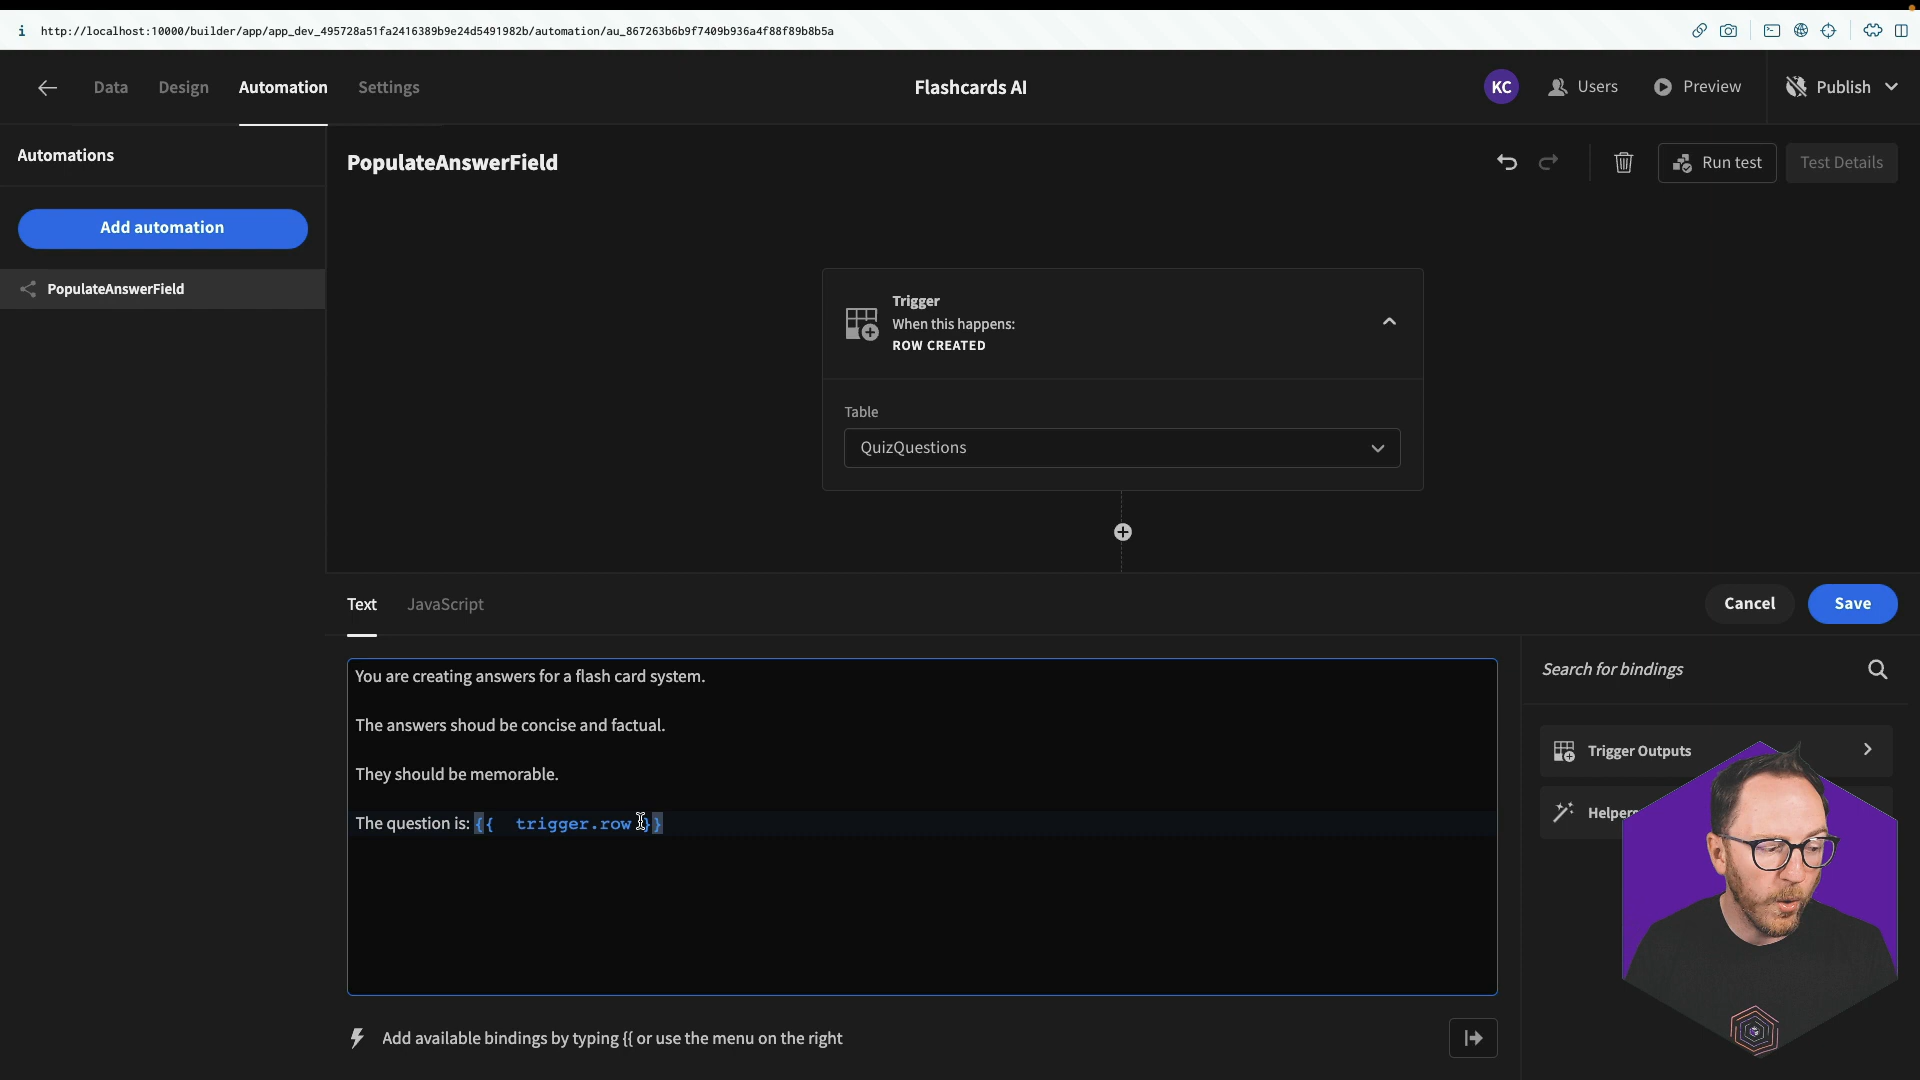 http://localhost:10000/builder/app/app_dev_495728a51fa2416389b9e24d5491982b/automation/au_867263b6b9f7409b936a4f88f89b8b5a
Data
Design
Automation
Settings
Flashcards AI
KC
Users
Preview
Publish
Automations
PopulateAnswerField
Run test
Test Details
Add automation
PopulateAnswerField
Trigger
When this happens:
ROW CREATED
Table
QuizQuestions
Text
JavaScript
Cancel
Save
You are creating answers for a flash card system.
The answers shoud be concise and factual.
They should be memorable.
The question is: {{ trigger.row }}
Search for bindings
Trigger Outputs
Helpers
Add available bindings by typing {{ or use the menu on the right